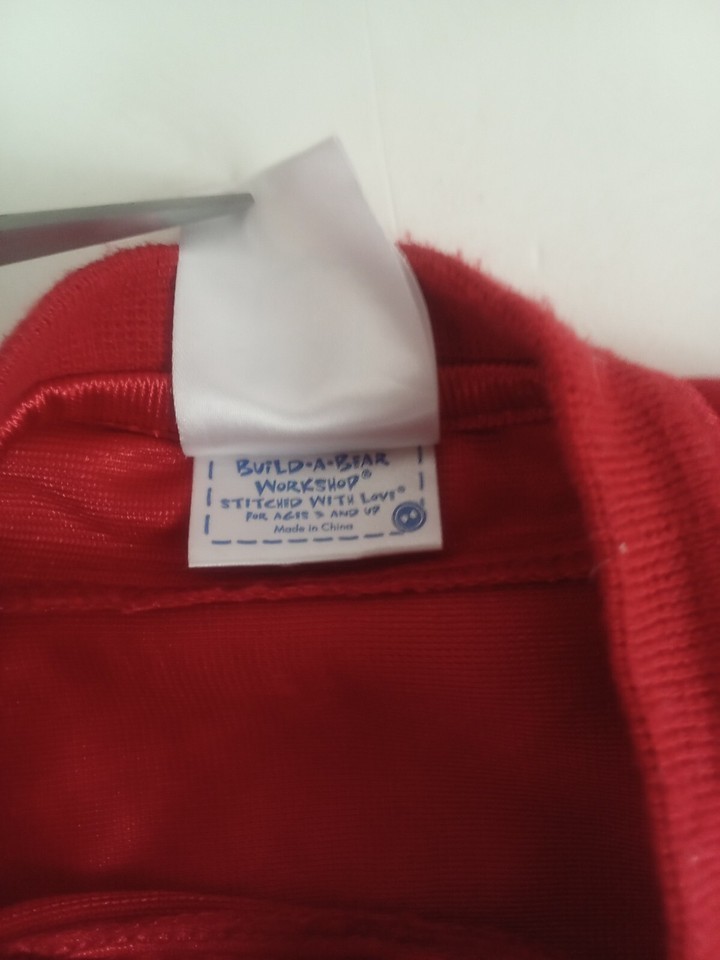 BUILD-A-BEAR
WORKSHOP®
STITCHED WITH LOVE®
FOR AGES 3 AND UP
Made in China